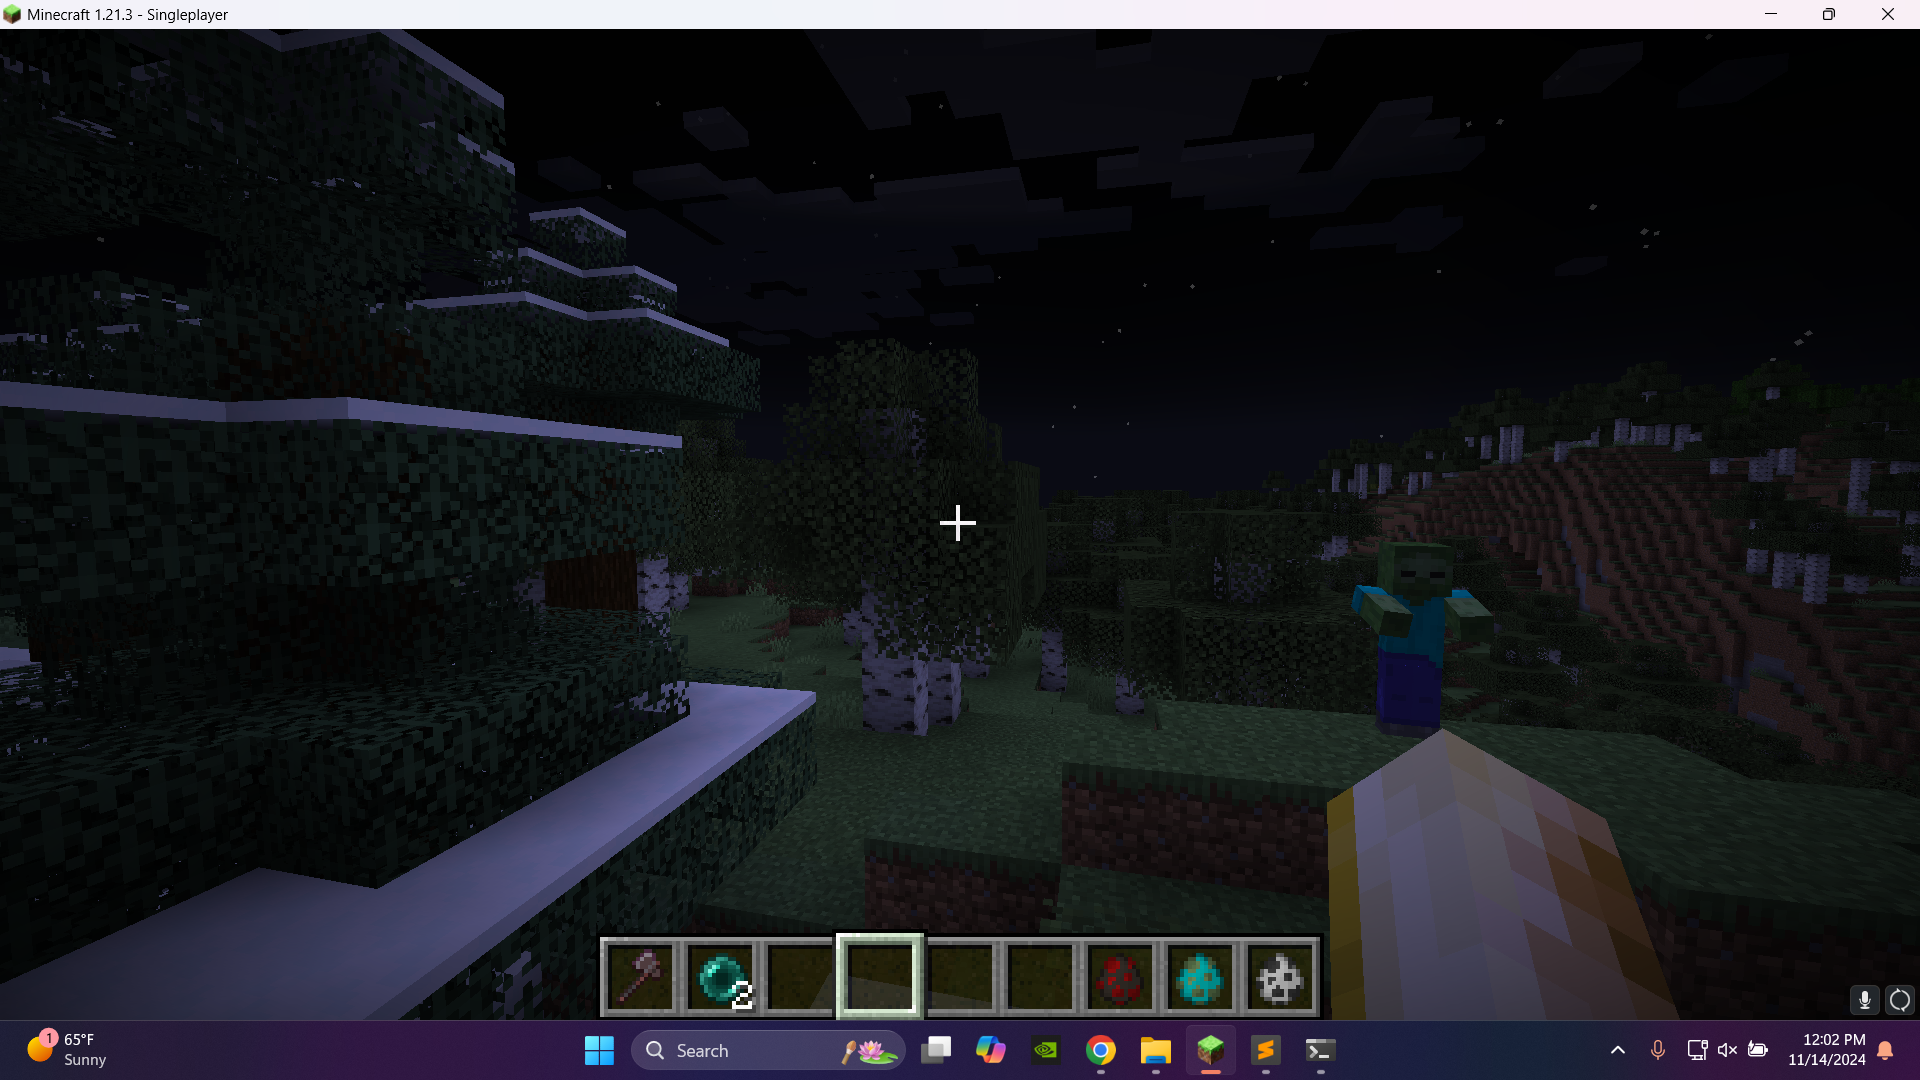 Minecraft 1.21.3 - Singleplayer
2
1
65°F
Sunny
Search
12:02 PM
11/14/2024